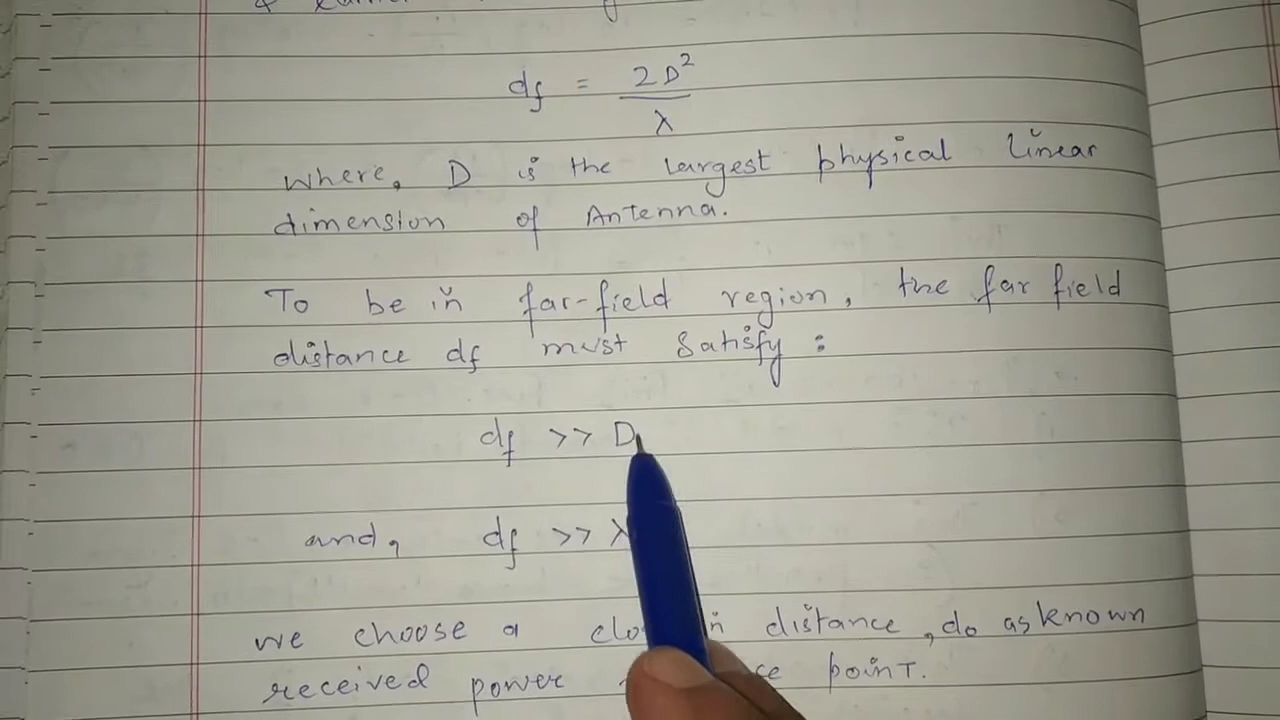 df = 2D²
λ
where, D is the largest physical linear
dimension of Antenna.
To be in far-field region, the far field
distance df must satisfy :
df >> D
and, df >> λ
we choose a distance, do as known
received power point.